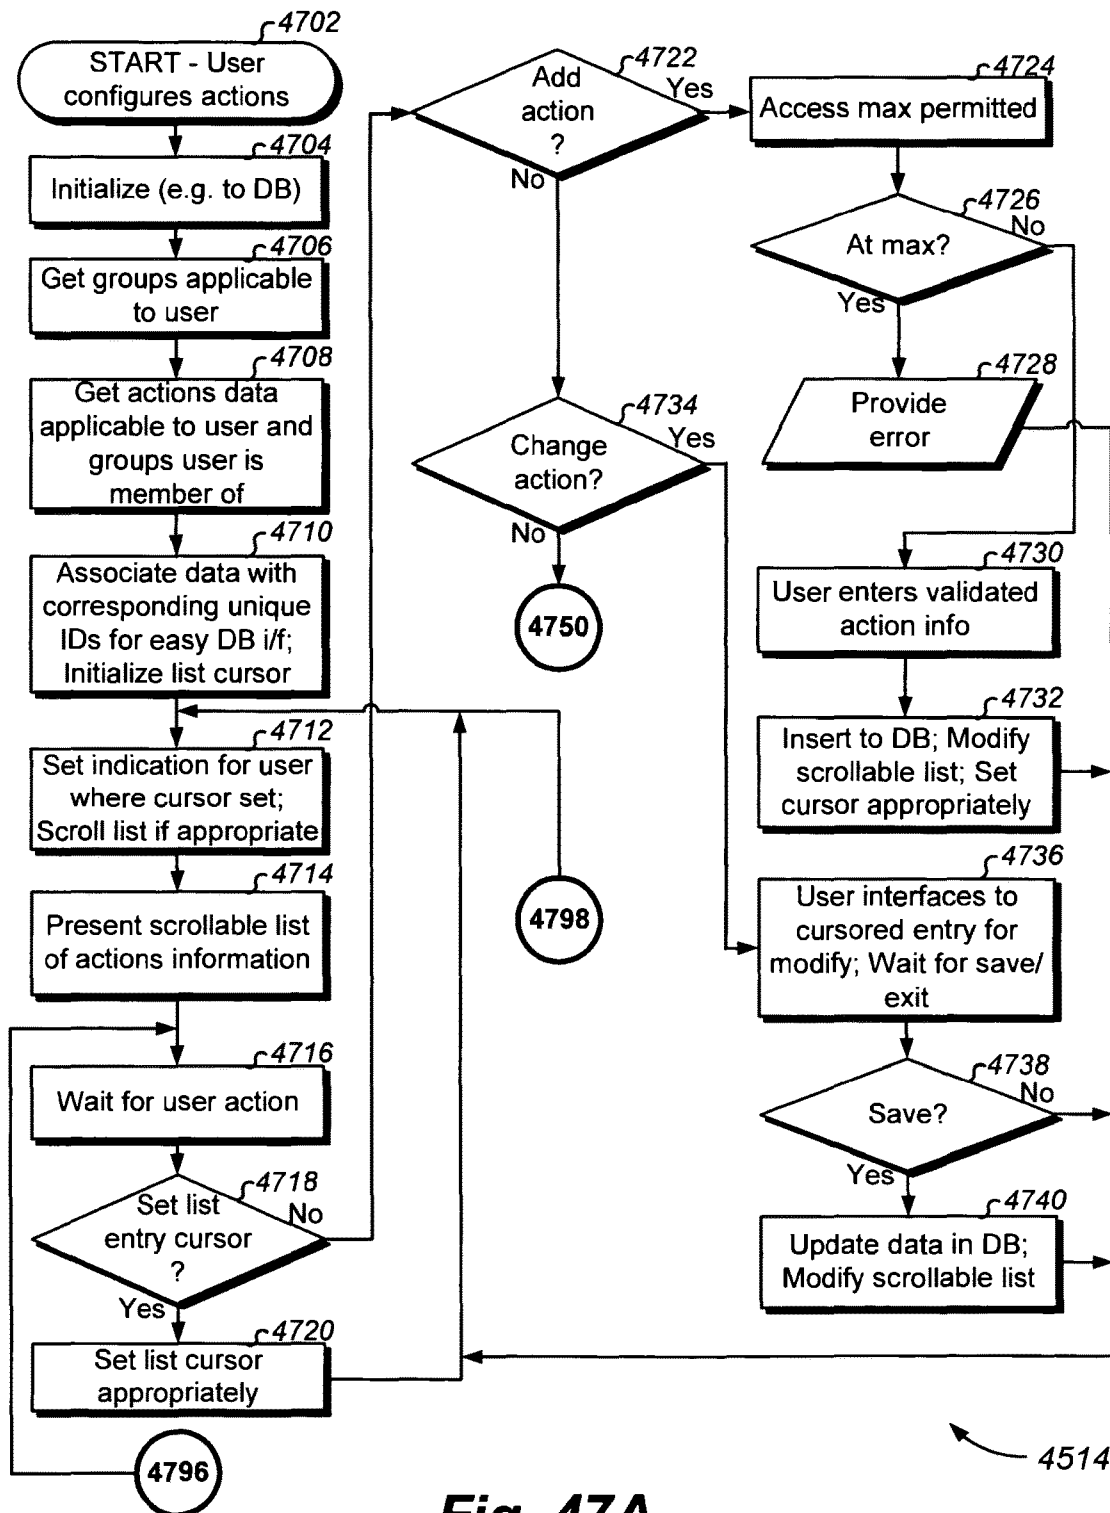 4702
START - User
configures actions
4704
Initialize (e.g. to DB)
4706
Get groups applicable
to user
4708
Get actions data
applicable to user and
groups user is
member of
4710
Associate data with
corresponding unique
IDs for easy DB i/f;
Initialize list cursor
4712
Set indication for user
where cursor set;
Scroll list if appropriate
4714
Present scrollable list
of actions information
4716
Wait for user action
4718
Set list
entry cursor
?
No
Yes
4720
Set list cursor
appropriately
4796
4722
Add
action
?
Yes
No
4734
Change
action?
Yes
No
4750
4798
4724
Access max permitted
4726
At max?
No
Yes
4728
Provide
error
4730
User enters validated
action info
4732
Insert to DB; Modify
scrollable list; Set
cursor appropriately
4736
User interfaces to
cursored entry for
modify; Wait for save/
exit
4738
Save?
No
Yes
4740
Update data in DB;
Modify scrollable list
4514
Fig. 47A